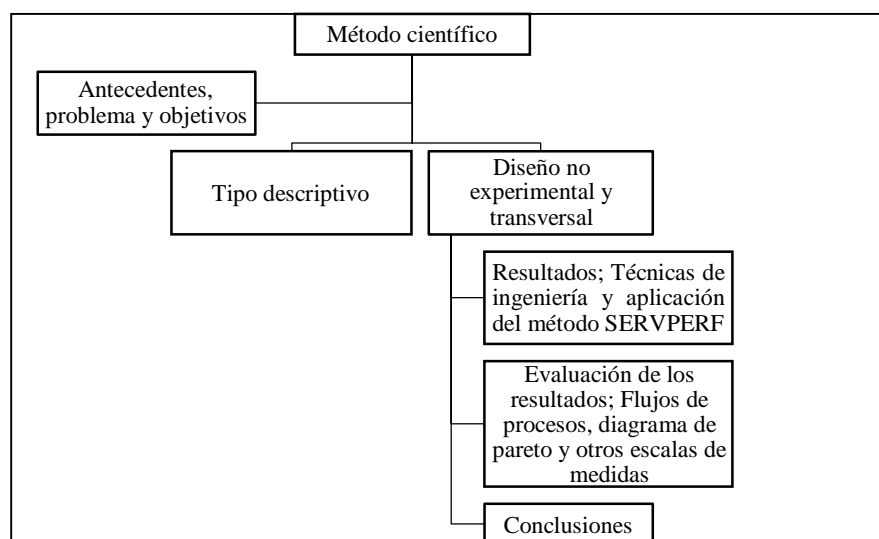 Método científico
Antecedentes,
problema y objetivos
Tipo descriptivo
Diseño no
experimental y
transversal
Resultados; Técnicas de
ingeniería y aplicación
del método SERVPERF
Evaluación de los
resultados; Flujos de
procesos, diagrama de
pareto y otros escalas de
medidas
Conclusiones